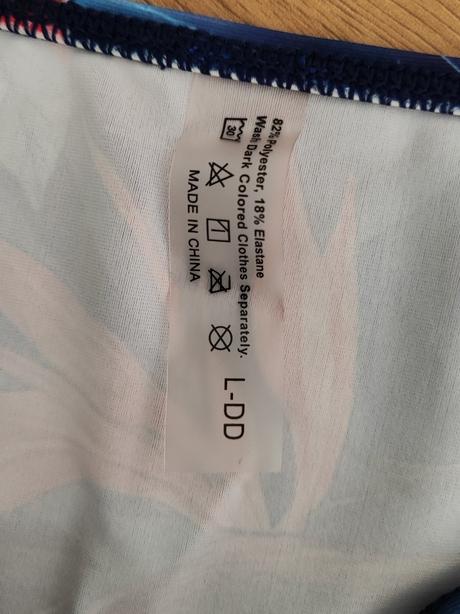 82% Polyester, 18% Elastane
Wash Dark Colored Clothes Separately.
30
MADE IN CHINA
L-DD